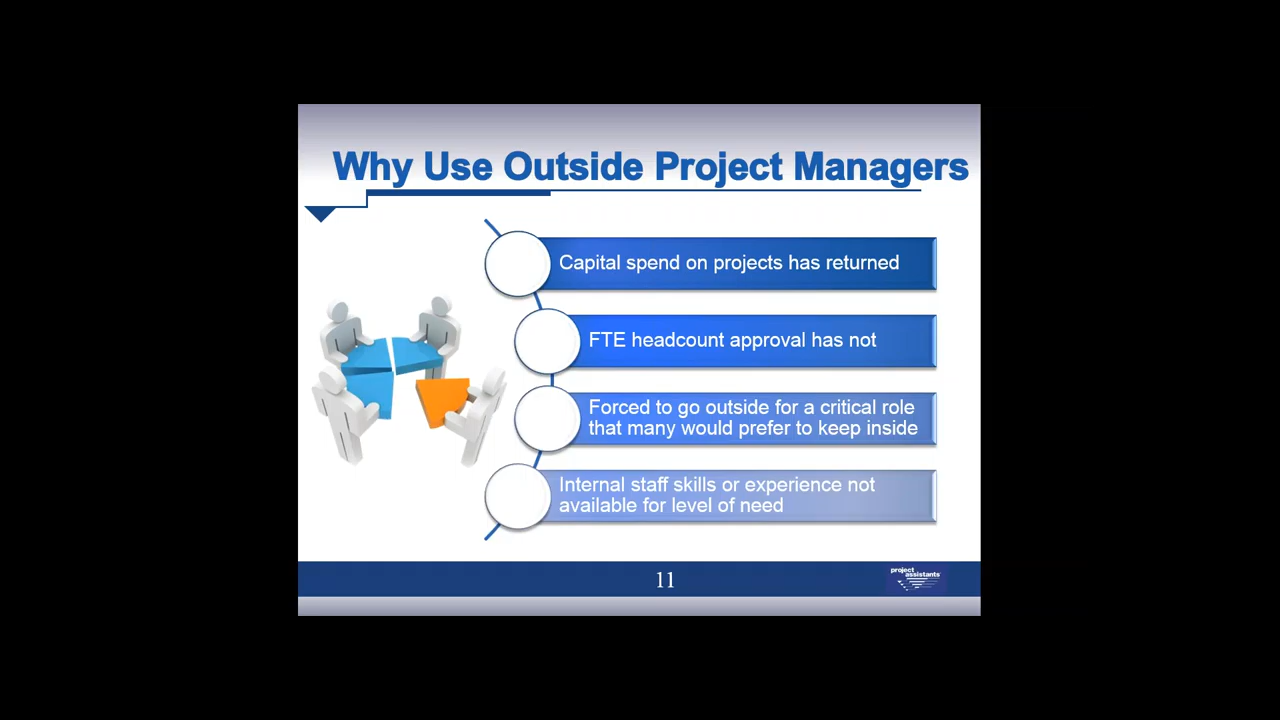 Why Use Outside Project Managers
Capital spend on projects has returned
FTE headcount approval has not
Forced to go outside for a critical role
that many would prefer to keep inside
Internal staff skills or experience not
available for level of need
11
project
assistants